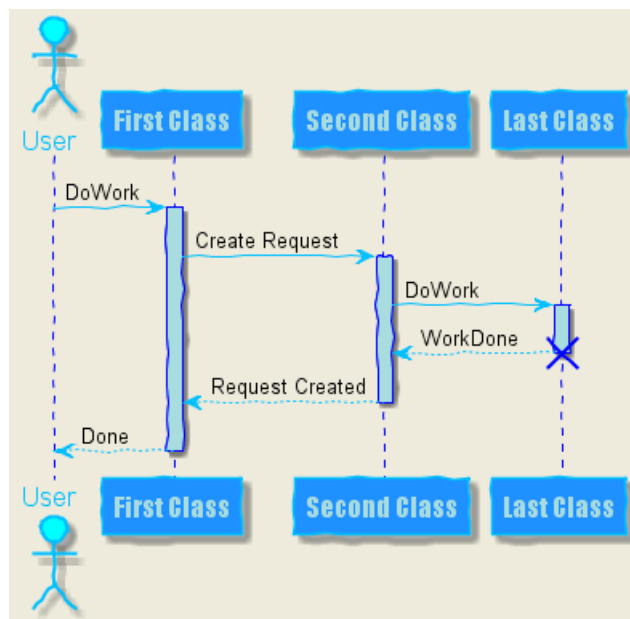 User
First Class
Second Class
Last Class
DoWork
Create Request
DoWork
WorkDone
Request Created
Done
User
First Class
Second Class
Last Class